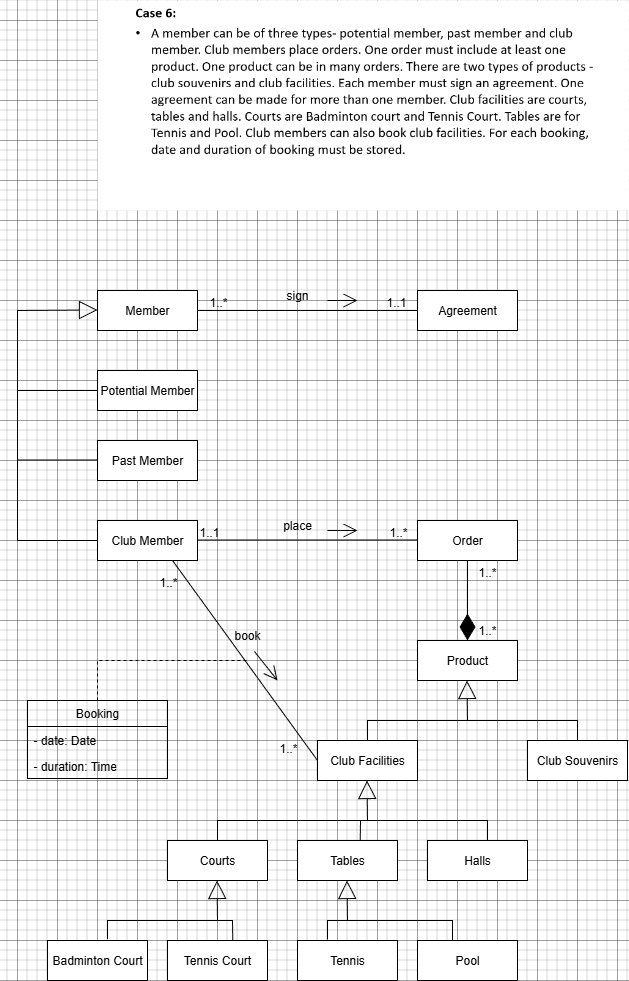 Case 6:
• A member can be of three types- potential member, past member and club
member. Club members place orders. One order must include at least one
product. One product can be in many orders. There are two types of products -
club souvenirs and club facilities. Each member must sign an agreement. One
agreement can be made for more than one member. Club facilities are courts,
tables and halls. Courts are Badminton court and Tennis Court. Tables are for
Tennis and Pool. Club members can also book club facilities. For each booking,
date and duration of booking must be stored.
Member 1..* sign 1..1 Agreement
Potential Member
Past Member
Club Member 1..1 place 1..* Order
1..*
1..*
1..*
book
Product
Booking
- date: Date
- duration: Time
1..*
Club Facilities
Club Souvenirs
Courts
Tables
Halls
Badminton Court
Tennis Court
Tennis
Pool